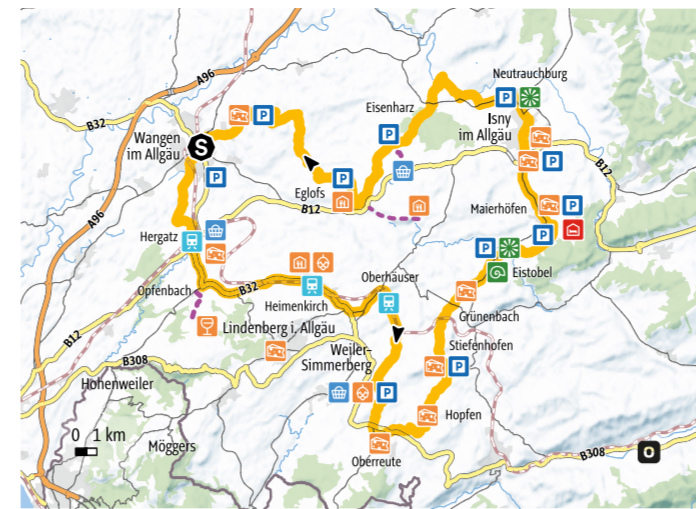 Neutrauchburg
A96
P
Isny
im Allgäu
Eisenharz
P
P
B32
Wangen
im Allgäu
S
P
P
Eglofs
P
P
B12
B12
Maierhöfen
P
A96
Hergatz
P
P
Eistobel
Oberhäuser
Opfenbach
B32
Heimenkirch
Grünenbach
Lindenberg i. Allgäu
Stiefenhofen
B12
Weiler-
Simmerberg
B308
P
Hohenweiler
P
Hopfen
0 1 km
Möggers
Oberreute
B308
O